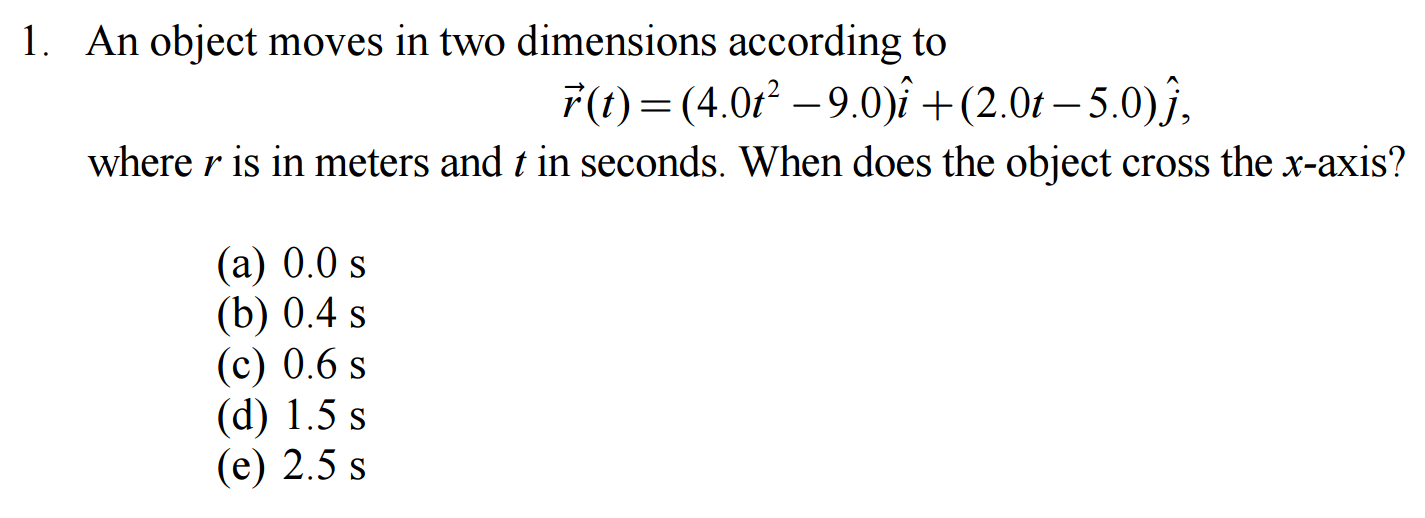 1. An object moves in two dimensions according to
$\vec{r}(t) = (4.0t^2 - 9.0)\hat{i} + (2.0t - 5.0)\hat{j},$
where r is in meters and t in seconds. When does the object cross the x-axis?
(a) 0.0 s
(b) 0.4 s
(c) 0.6 s
(d) 1.5 s
(e) 2.5 s